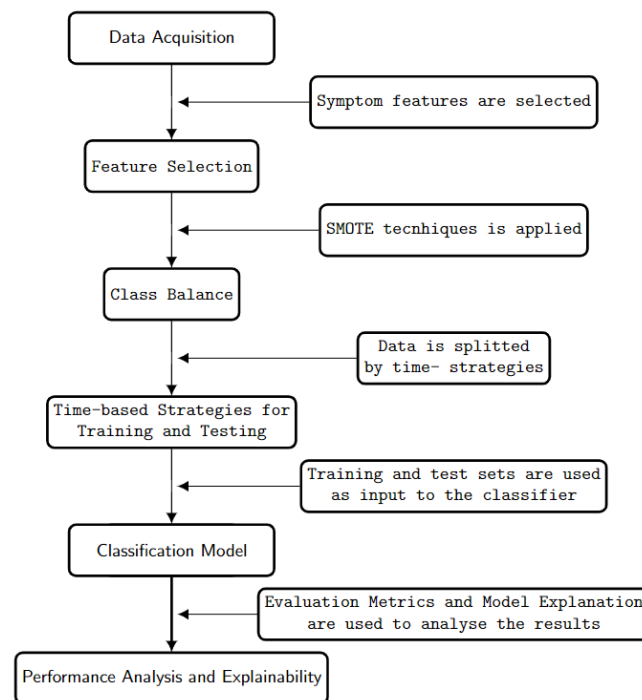 Data Acquisition
Symptom features are selected
Feature Selection
SMOTE tecnhiques is applied
Class Balance
Data is splitted
by time- strategies
Time-based Strategies for
Training and Testing
Training and test sets are used
as input to the classifier
Classification Model
Evaluation Metrics and Model Explanation
are used to analyse the results
Performance Analysis and Explainability